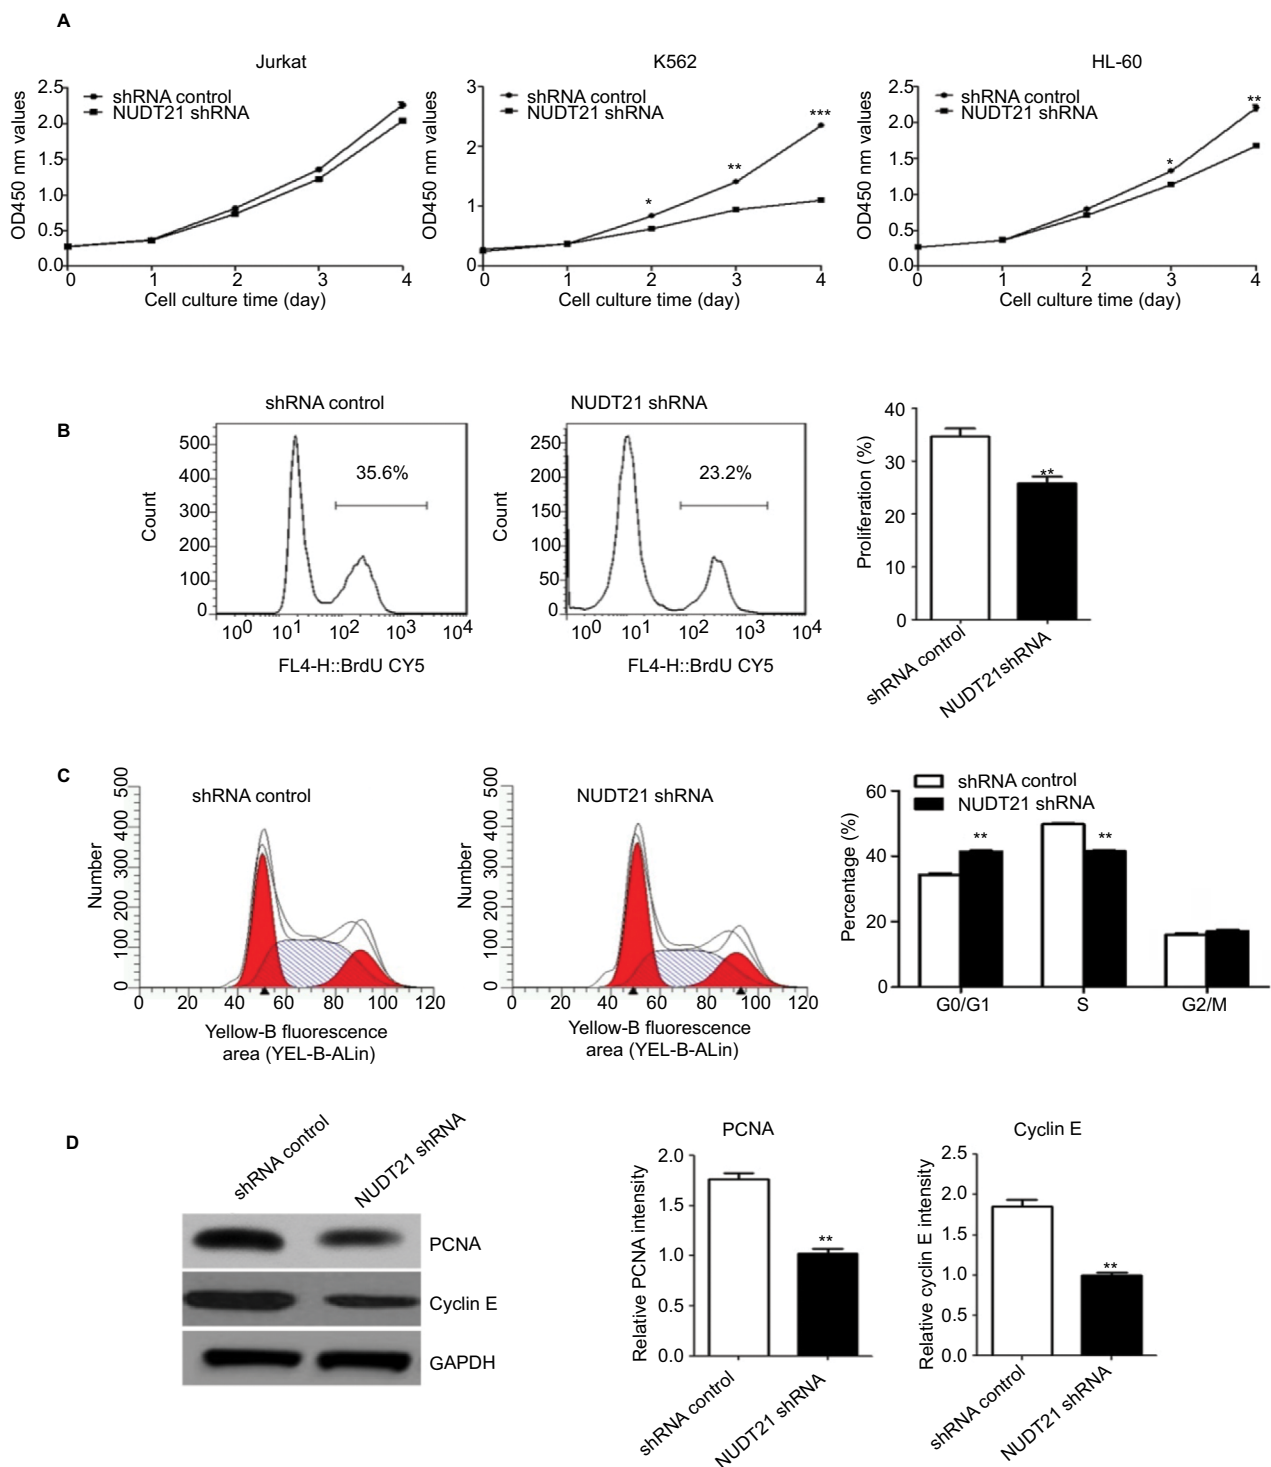 A
Jurkat
OD450 nm values
2.5
2.0
1.5
1.0
0.5
0.0
shRNA control
NUDT21 shRNA
0 1 2 3 4
Cell culture time (day)
K562
OD450 nm values
3
2
1
0
shRNA control
NUDT21 shRNA
*
**
***
0 1 2 3 4
Cell culture time (day)
HL-60
OD450 nm values
2.5
2.0
1.5
1.0
0.5
0.0
shRNA control
NUDT21 shRNA
*
**
0 1 2 3 4
Cell culture time (day)
B
shRNA control
Count
500
400
300
200
100
0
35.6%
10^0 10^1 10^2 10^3 10^4
FL4-H::BrdU CY5
NUDT21 shRNA
Count
250
200
150
100
50
0
23.2%
10^0 10^1 10^2 10^3 10^4
FL4-H::BrdU CY5
Proliferation (%)
40
30
20
10
0
**
shRNA control
NUDT21shRNA
C
shRNA control
Number
500
400
300
200
100
0
0 20 40 60 80 100 120
Yellow-B fluorescence
area (YEL-B-ALin)
NUDT21 shRNA
Number
500
400
300
200
100
0
0 20 40 60 80 100 120
Yellow-B fluorescence
area (YEL-B-ALin)
shRNA control
NUDT21 shRNA
Percentage (%)
60
40
20
0
**
**
G0/G1 S G2/M
D
shRNA control
NUDT21 shRNA
PCNA
Cyclin E
GAPDH
PCNA
Relative PCNA intensity
2.0
1.5
1.0
0.5
0.0
**
shRNA control
NUDT21 shRNA
Cyclin E
Relative cyclin E intensity
2.5
2.0
1.5
1.0
0.5
0.0
**
shRNA control
NUDT21 shRNA